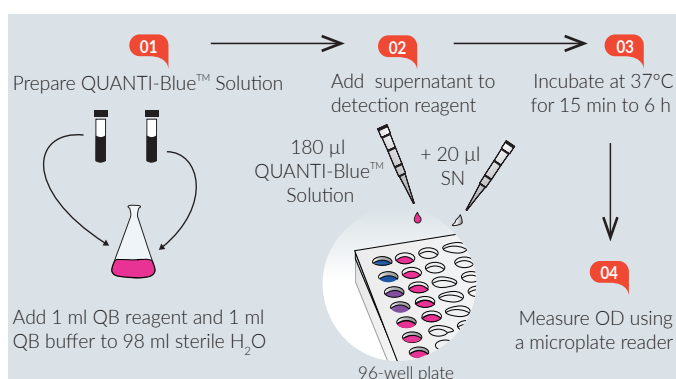 01
Prepare QUANTI-Blue™ Solution
Add 1 ml QB reagent and 1 ml
QB buffer to 98 ml sterile H₂O
02
Add supernatant to
detection reagent
180 µl
QUANTI-Blue™
Solution
+ 20 µl
SN
96-well plate
03
Incubate at 37°C
for 15 min to 6 h
04
Measure OD using
a microplate reader